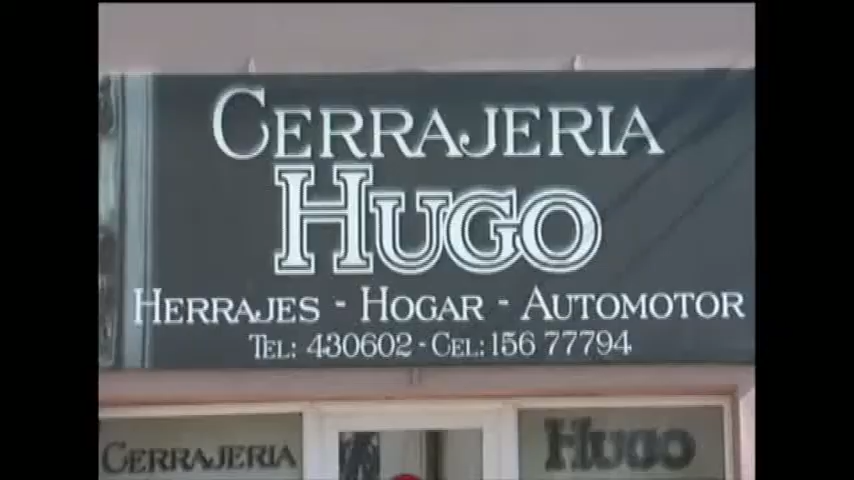 CERRAJERIA
HUGO
HERRAJES - HOGAR - AUTOMOTOR
TEL: 430602 - CEL: 156 77794
CERRAJERIA
HUGO